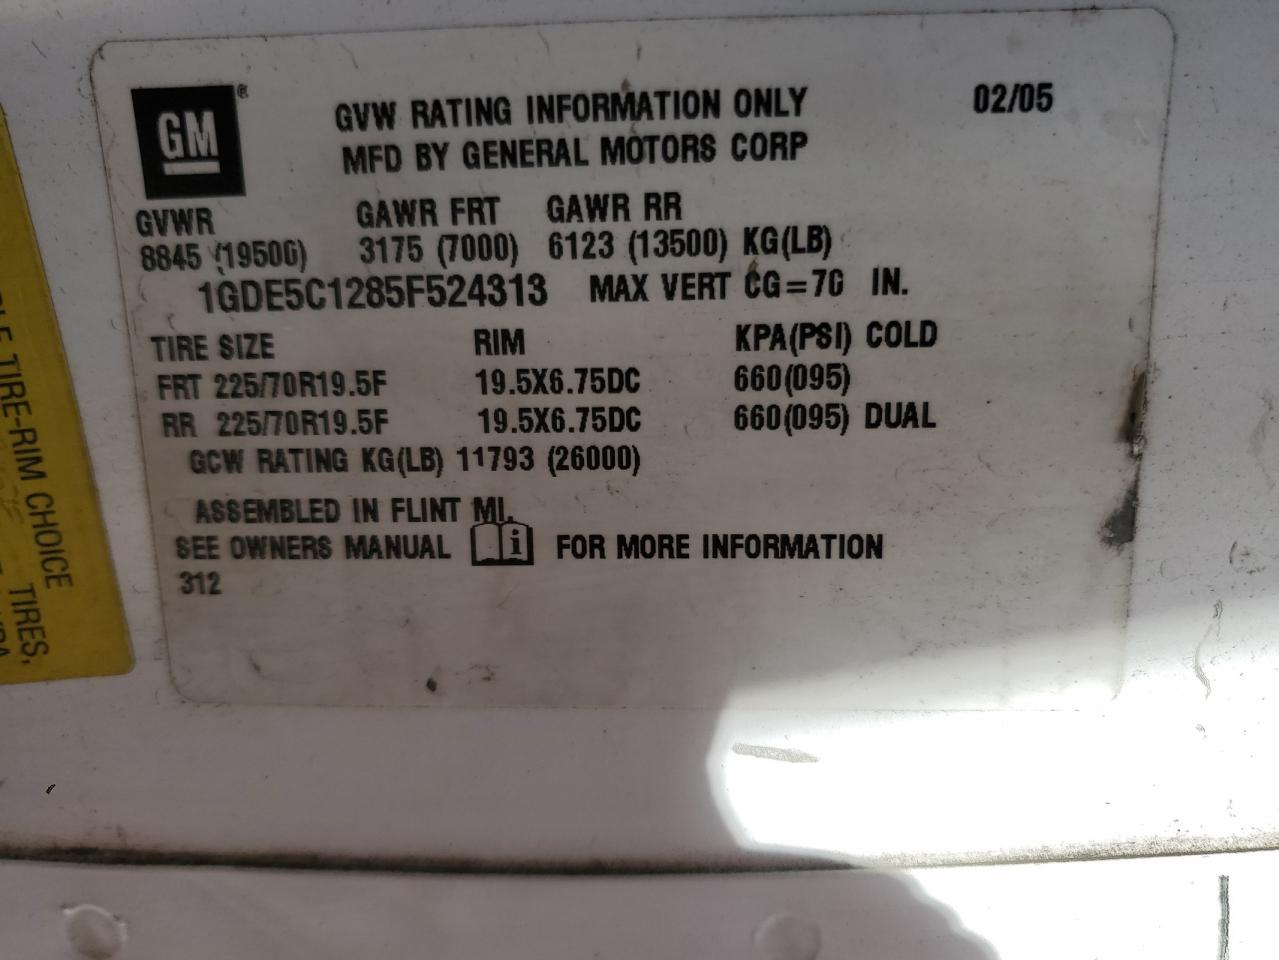 GM ®
GVW RATING INFORMATION ONLY 02/05
MFD BY GENERAL MOTORS CORP
GVWR GAWR FRT GAWR RR
8845 (19500) 3175 (7000) 6123 (13500) KG(LB)
1GDE5C1285F524313 MAX VERT CG=70 IN.
TIRE SIZE RIM KPA(PSI) COLD
FRT 225/70R19.5F 19.5X6.75DC 660(095)
RR 225/70R19.5F 19.5X6.75DC 660(095) DUAL
GCW RATING KG(LB) 11793 (26000)
ASSEMBLED IN FLINT MI.
SEE OWNERS MANUAL i FOR MORE INFORMATION
312
TIRE-RIM CHOICE
TIRES,